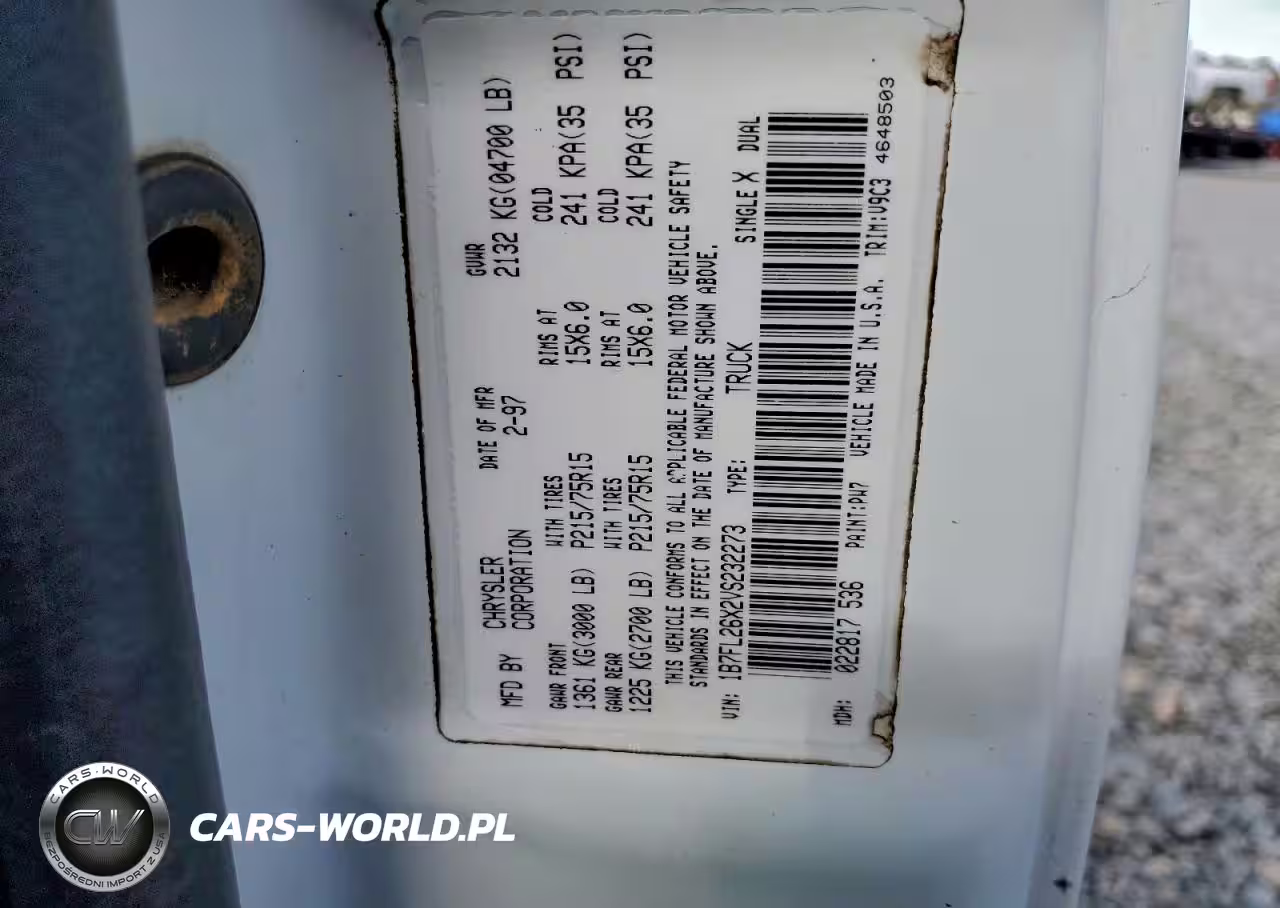 MFD BY CHRYSLER CORPORATION DATE OF MFR 2-97 GVWR 2132 KG(04700 LB)
GAWR FRONT WITH TIRES RIMS AT COLD
1361 KG(3000 LB) P215/75R15 15X6.0 241 KPA(35 PSI)
GAWR REAR WITH TIRES RIMS AT COLD
1225 KG(2700 LB) P215/75R15 15X6.0 241 KPA(35 PSI)
THIS VEHICLE CONFORMS TO ALL APPLICABLE FEDERAL MOTOR VEHICLE SAFETY
STANDARDS IN EFFECT ON THE DATE OF MANUFACTURE SHOWN ABOVE.
VIN: 1B7FL26X2VS232273 TYPE: TRUCK SINGLE X DUAL
MDH: 022817 536 PAINT:PW7 VEHICLE MADE IN U.S.A. TRIM:V9C3 4648503
CARS-WORLD
CW
BEZPOŚREDNI IMPORT Z USA
CARS-WORLD.PL